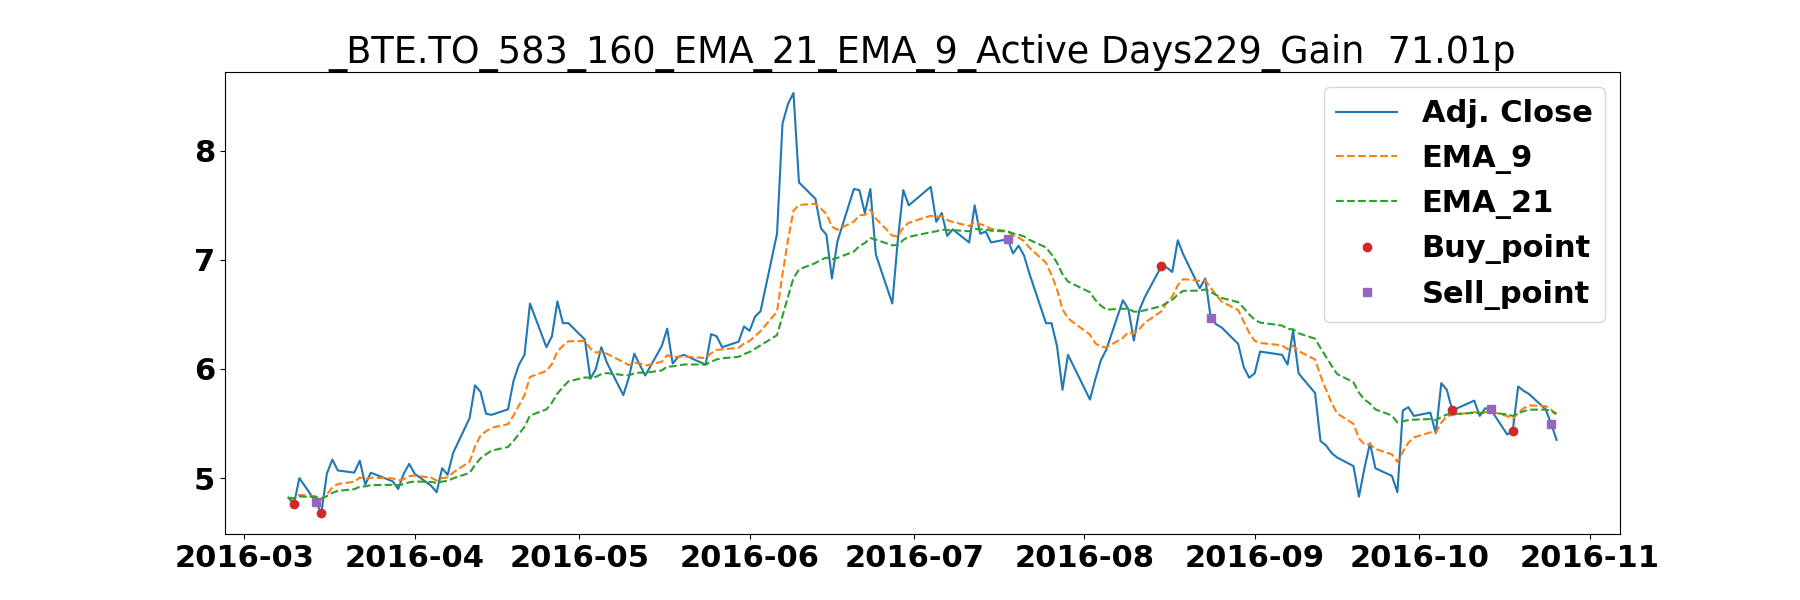 _BTE.TO_583_160_EMA_21_EMA_9_Active Days229_Gain  71.01p
Adj. Close
EMA_9
EMA_21
Buy_point
Sell_point
8
7
6
5
2016-03 2016-04 2016-05 2016-06 2016-07 2016-08 2016-09 2016-10 2016-11